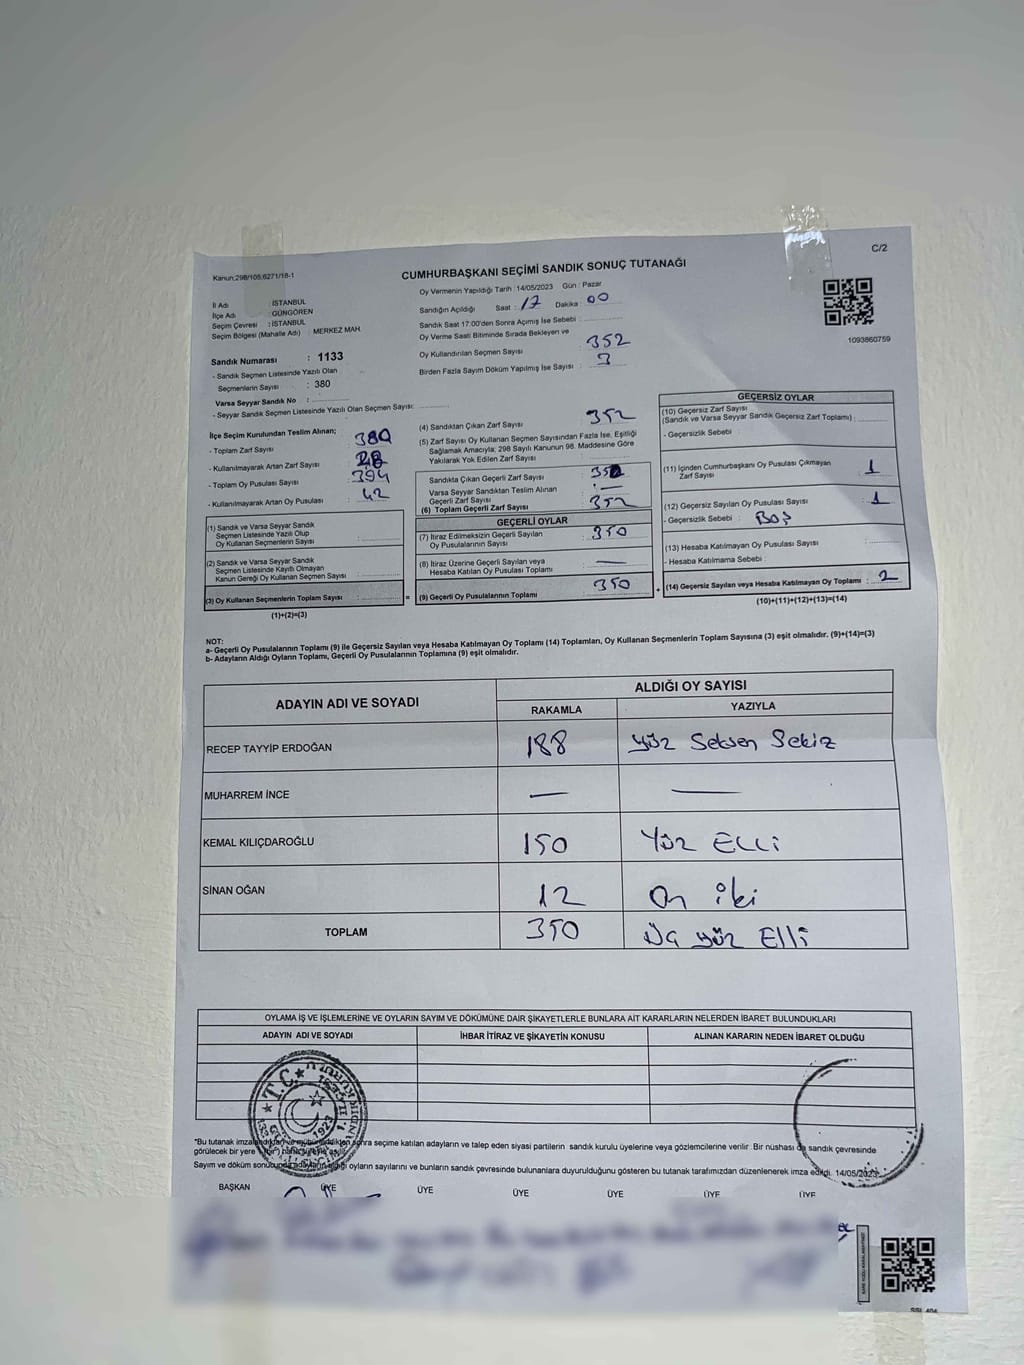 C/2
Kanun:298/105;6271/18-1
CUMHURBAŞKANI SEÇİMİ SANDIK SONUÇ TUTANAĞI
İl Adı : İSTANBUL
İlçe Adı : GÜNGÖREN
Seçim Çevresi : İSTANBUL
Seçim Bölgesi (Mahalle Adı) : MERKEZ MAH.
Sandık Numarası : 1133
- Sandık Seçmen Listesinde Yazılı Olan
Seçmenlerin Sayısı : 380
Varsa Seyyar Sandık No :
- Seyyar Sandık Seçmen Listesinde Yazılı Olan Seçmen Sayısı:
Oy Vermenin Yapıldığı Tarih :14/05/2023 Gün : Pazar
Sandığın Açıldığı Saat : 17 Dakika : 00
Sandık Saat 17:00'den Sonra Açımış İse Sebebi :
Oy Verme Saati Bitiminde Sırada Bekleyen ve
Oy Kullandırılan Seçmen Sayısı : 352
Birden Fazla Sayım Döküm Yapılmış İse Sayısı : 3
1093860759
İlçe Seçim Kurulundan Teslim Alınan;
- Toplam Zarf Sayısı : 380
- Kullanılmayarak Artan Zarf Sayısı : 28
- Toplam Oy Pusulası Sayısı : 394
- Kullanılmayarak Artan Oy Pusulası : 42
(1) Sandık ve Varsa Seyyar Sandık
Seçmen Listesinde Yazılı Olup
Oy Kullanan Seçmenlerin Sayısı :
(2) Sandık ve Varsa Seyyar Sandık
Seçmen Listesinde Kayıtlı Olmayan
Kanun Gereği Oy Kullanan Seçmen Sayısı :
(3) Oy Kullanan Seçmenlerin Toplam Sayısı : =
(1)+(2)=(3)
(4) Sandıktan Çıkan Zarf Sayısı : 352
(5) Zarf Sayısı Oy Kullanan Seçmen Sayısından Fazla İse, Eşitliği
Sağlamak Amacıyla; 298 Sayılı Kanunun 98. Maddesine Göre
Yakılarak Yok Edilen Zarf Sayısı :
Sandıkta Çıkan Geçerli Zarf Sayısı : 352
Varsa Seyyar Sandıktan Teslim Alınan
Geçerli Zarf Sayısı : —
(6) Toplam Geçerli Zarf Sayısı : 352
GEÇERLİ OYLAR
(7) İtiraz Edilmeksizin Geçerli Sayılan
Oy Pusulalarının Sayısı : 350
(8) İtiraz Üzerine Geçerli Sayılan veya
Hesaba Katılan Oy Pusulası Toplamı : —
(9) Geçerli Oy Pusulalarının Toplamı : 350 +
GEÇERSİZ OYLAR
(10) Geçersiz Zarf Sayısı
(Sandık ve Varsa Seyyar Sandık Geçersiz Zarf Toplamı) :
- Geçersizlik Sebebi :
(11) İçinden Cumhurbaşkanı Oy Pusulası Çıkmayan
Zarf Sayısı : 1
(12) Geçersiz Sayılan Oy Pusulası Sayısı : 1
- Geçersizlik Sebebi : Boş
(13) Hesaba Katılmayan Oy Pusulası Sayısı :
- Hesaba Katılmama Sebebi :
(14) Geçersiz Sayılan veya Hesaba Katılmayan Oy Toplamı : 2
(10)+(11)+(12)+(13)=(14)
NOT:
a- Geçerli Oy Pusulalarının Toplamı (9) ile Geçersiz Sayılan veya Hesaba Katılmayan Oy Toplamı (14) Toplamları, Oy Kullanan Seçmenlerin Toplam Sayısına (3) eşit olmalıdır. (9)+(14)=(3)
b- Adayların Aldığı Oyların Toplamı, Geçerli Oy Pusulalarının Toplamına (9) eşit olmalıdır.
ADAYIN ADI VE SOYADI ALDIĞI OY SAYISI
RAKAMLA YAZIYLA
RECEP TAYYİP ERDOĞAN 188 Yüz Seksen Sekiz
MUHARREM İNCE — —
KEMAL KILIÇDAROĞLU 150 Yüz Elli
SİNAN OĞAN 12 On iki
TOPLAM 350 Üç yüz Elli
OYLAMA İŞ VE İŞLEMLERİNE VE OYLARIN SAYIM VE DÖKÜMÜNE DAİR ŞİKAYETLERLE BUNLARA AİT KARARLARIN NELERDEN İBARET BULUNDUKLARI
ADAYIN ADI VE SOYADI İHBAR İTİRAZ VE ŞİKAYETİN KONUSU ALINAN KARARIN NEDEN İBARET OLDUĞU
T.C.
1923
*Bu tutanak sonra seçime katılan adayların ve talep eden siyasi partilerin sandık kurulu üyelerine veya gözlemcilerine verilir. Bir nüshası da sandık çevresinde
görülecek bir yere
Sayım ve döküm oyların sayılarını ve bunların sandık çevresinde bulunanlara duyurulduğunu gösteren bu tutanak tarafımızdan düzenlenerek imza edildi. 14/05/2023
BAŞKAN ÜYE ÜYE ÜYE ÜYE ÜYE ÜYE